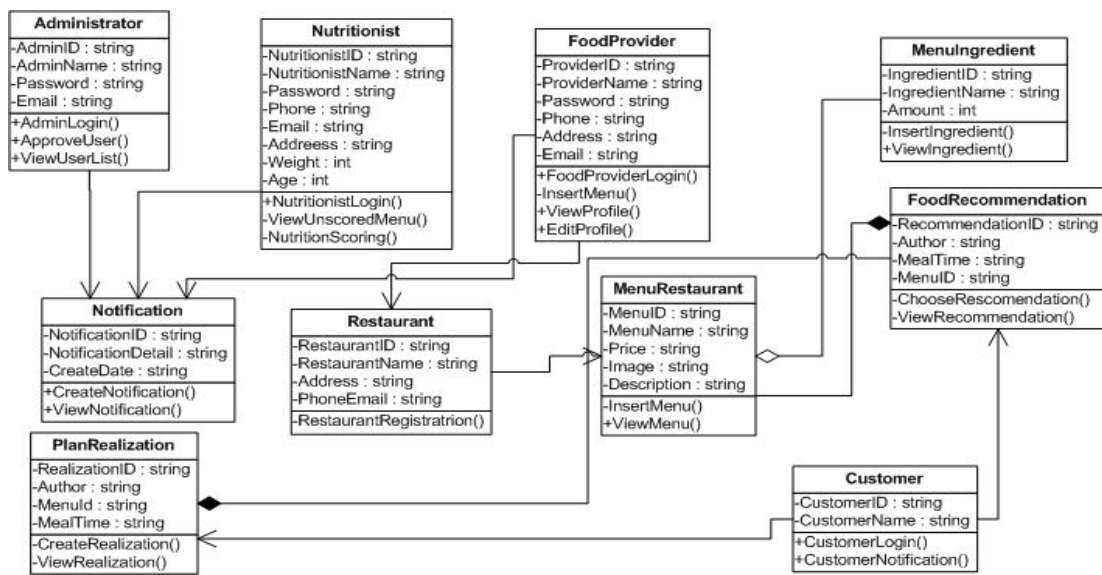 Administrator
-AdminID : string
-AdminName : string
-Password : string
-Email : string
+AdminLogin()
+ApproveUser()
+ViewUserList()
Nutritionist
-NutritionistID : string
-NutritionistName : string
-Password : string
-Phone : string
-Email : string
-Addreess : string
-Weight : int
-Age : int
+NutritionistLogin()
-ViewUnscoredMenu()
-NutritionScoring()
FoodProvider
-ProviderID : string
-ProviderName : string
-Password : string
-Phone : string
-Address : string
-Email : string
+FoodProviderLogin()
-InsertMenu()
+ViewProfile()
+EditProfile()
MenuIngredient
-IngredientID : string
-IngredientName : string
-Amount : int
-InsertIngredient()
+ViewIngredient()
FoodRecommendation
-RecommendationID : string
-Author : string
-MealTime : string
-MenuID : string
-ChooseRescomendation()
-ViewRecommendation()
Notification
-NotificationID : string
-NotificationDetail : string
-CreateDate : string
+CreateNotification()
+ViewNotification()
Restaurant
-RestaurantID : string
-RestaurantName : string
-Address : string
-PhoneEmail : string
-RestaurantRegistratrion()
MenuRestaurant
-MenuID : string
-MenuName : string
-Price : string
-Image : string
-Description : string
-InsertMenu()
+ViewMenu()
PlanRealization
-RealizationID : string
-Author : string
-MenuId : string
-MealTime : string
-CreateRealization()
-ViewRealization()
Customer
-CustomerID : string
-CustomerName : string
+CustomerLogin()
+CustomerNotification()